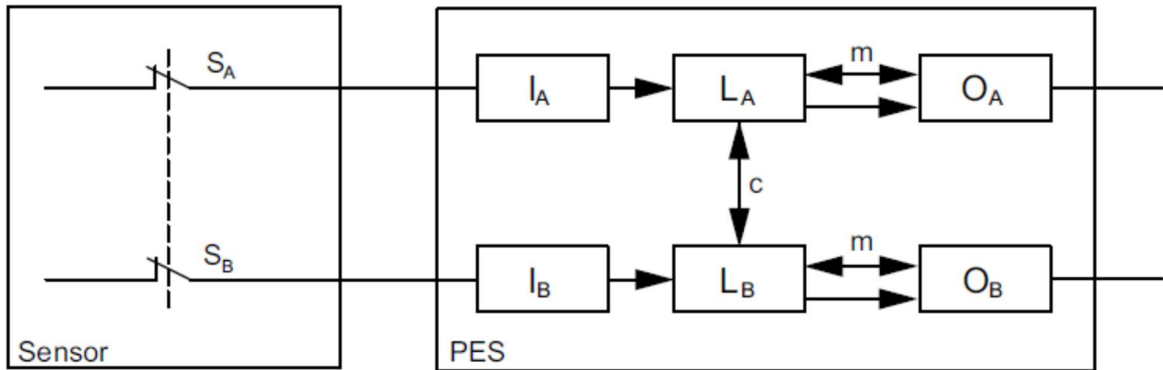 S_A
I_A
L_A
m
O_A
c
S_B
I_B
L_B
m
O_B
Sensor
PES